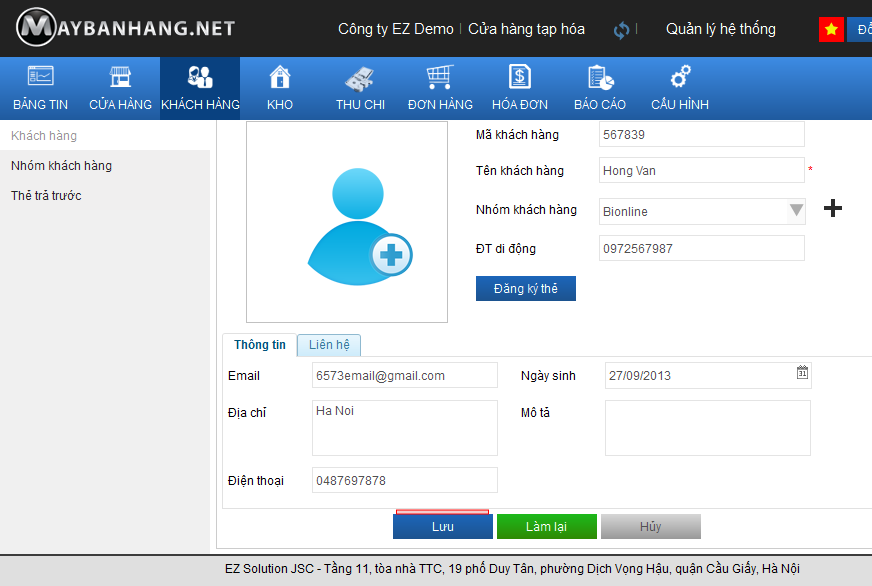 MAYBANHANG.NET
Công ty EZ Demo | Cửa hàng tạp hóa | Quản lý hệ thống
BẢNG TIN CỬA HÀNG KHÁCH HÀNG KHO THU CHI ĐƠN HÀNG HÓA ĐƠN BÁO CÁO CẤU HÌNH
Khách hàng
Nhóm khách hàng
Thẻ trả trước
Mã khách hàng 567839
Tên khách hàng Hong Van *
Nhóm khách hàng Bionline
ĐT di động 0972567987
Đăng ký thẻ
Thông tin Liên hệ
Email 6573email@gmail.com Ngày sinh 27/09/2013 31
Địa chỉ Ha Noi Mô tả
Điện thoại 0487697878
Lưu Làm lại Hủy
EZ Solution JSC - Tầng 11, tòa nhà TTC, 19 phố Duy Tân, phường Dịch Vọng Hậu, quận Cầu Giấy, Hà Nội